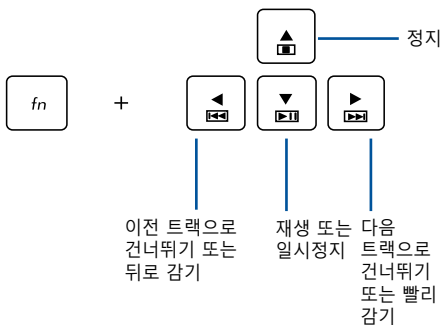 정지
fn
+
이전 트랙으로
건너뛰기 또는
뒤로 감기
재생 또는
일시정지
다음
트랙으로
건너뛰기
또는 빨리
감기